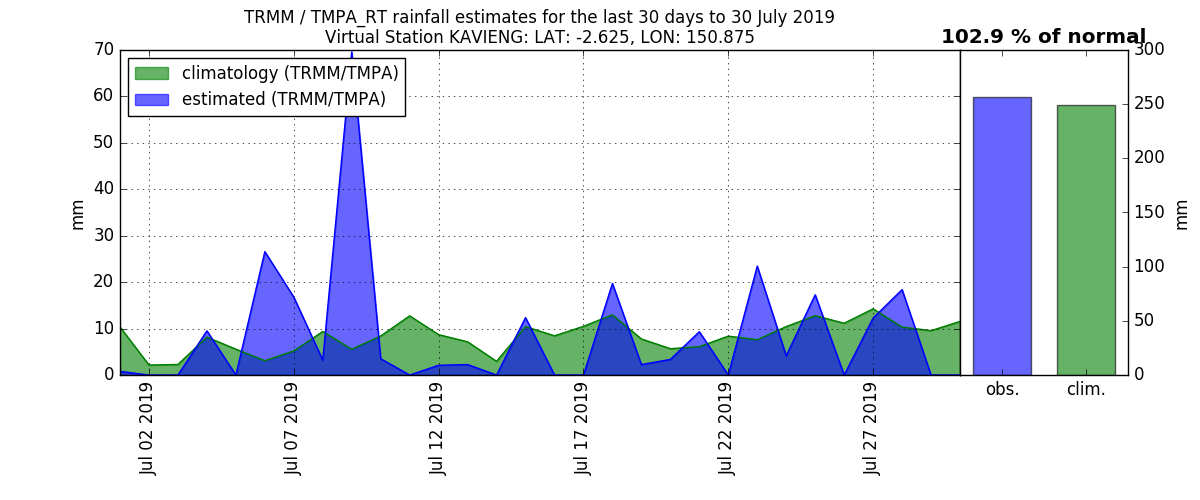 TRMM / TMPA_RT rainfall estimates for the last 30 days to 30 July 2019
Virtual Station KAVIENG: LAT: -2.625, LON: 150.875
102.9 % of normal
climatology (TRMM/TMPA)
estimated (TRMM/TMPA)
70
60
50
40
30
20
10
0
mm
Jul 02 2019
Jul 07 2019
Jul 12 2019
Jul 17 2019
Jul 22 2019
Jul 27 2019
obs.
clim.
300
250
200
150
100
50
0
mm